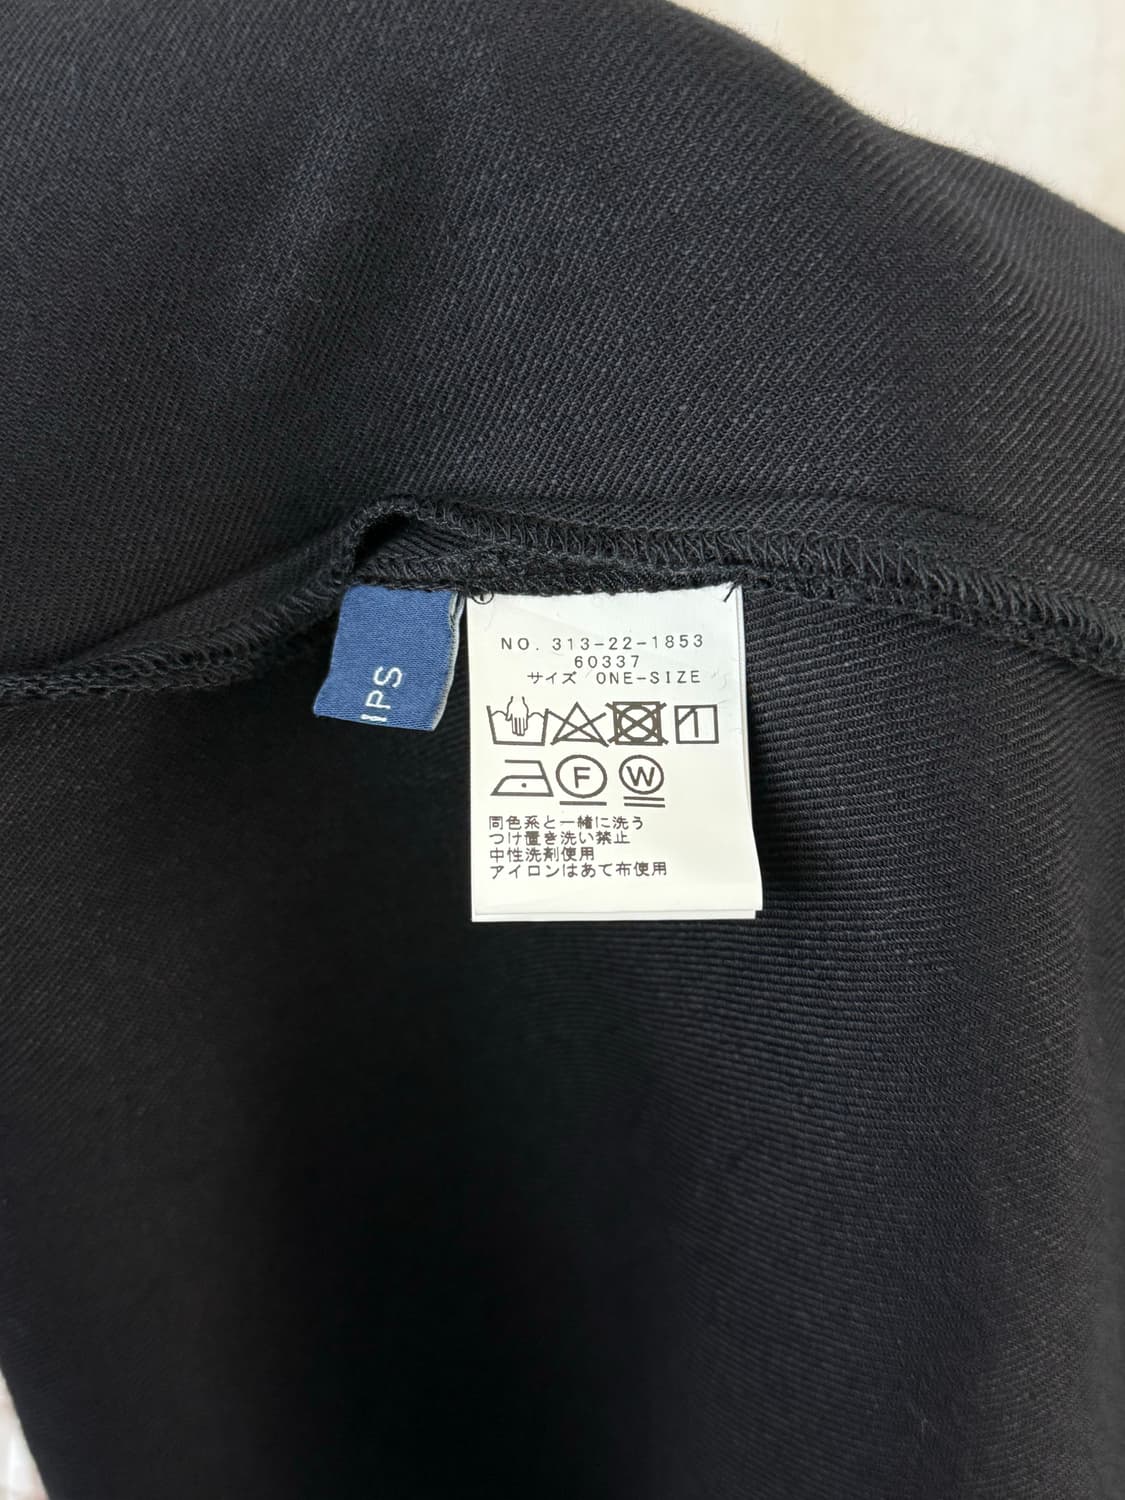 NO. 313-22-1853
60337
サイズ ONE-SIZE
F W
同色系と一緒に洗う
つけ置き洗い禁止
中性洗剤使用
アイロンはあて布使用
IPS